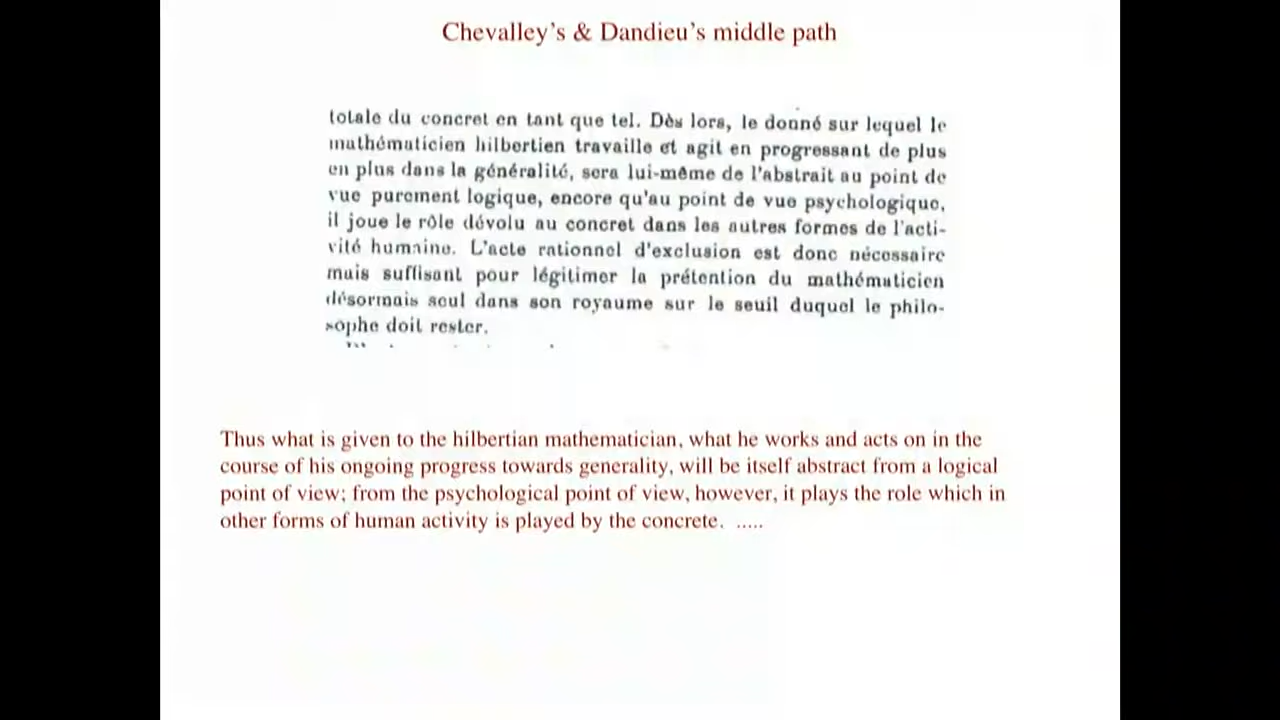 Chevalley's & Dandieu's middle path
totale du concret en tant que tel. Dès lors, le donné sur lequel le
mathématicien hilbertien travaille et agit en progressant de plus
en plus dans la généralité, sera lui-même de l'abstrait au point de
vue purement logique, encore qu'au point de vue psychologique,
il joue le rôle dévolu au concret dans les autres formes de l'acti-
vité humaine. L'acte rationnel d'exclusion est donc nécessaire
mais suffisant pour légitimer la prétention du mathématicien
désormais seul dans son royaume sur le seuil duquel le philo-
sophe doit rester.
Thus what is given to the hilbertian mathematician, what he works and acts on in the
course of his ongoing progress towards generality, will be itself abstract from a logical
point of view; from the psychological point of view, however, it plays the role which in
other forms of human activity is played by the concrete. .....